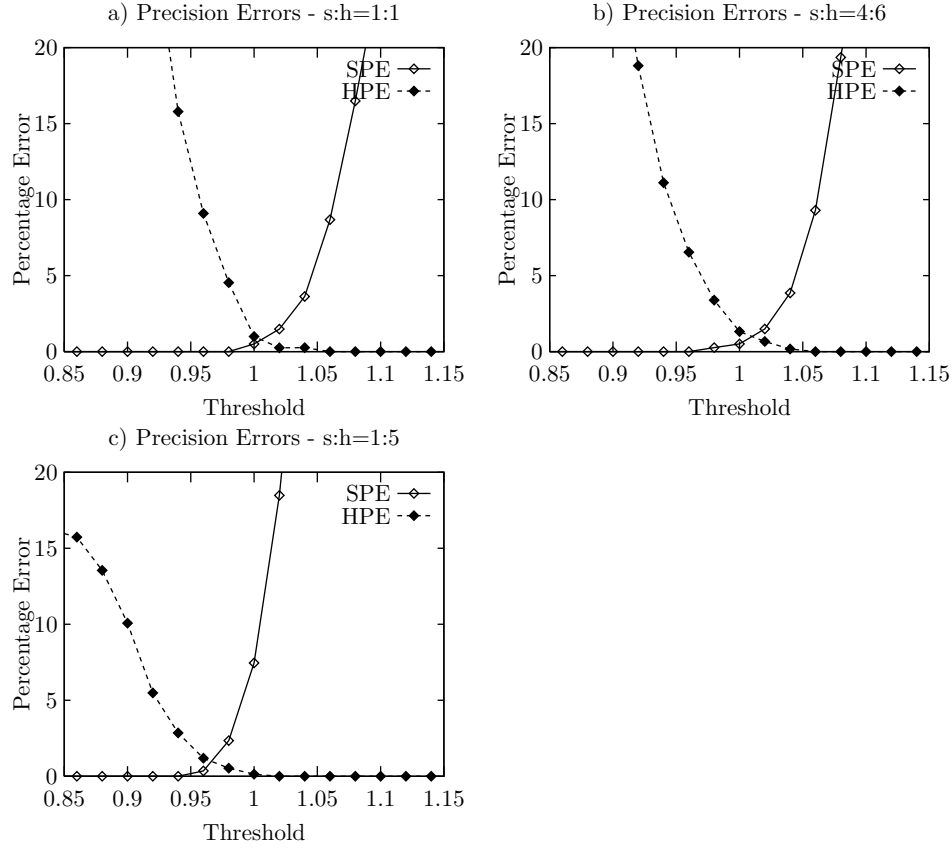 a) Precision Errors - s:h=1:1
20
15
10
5
0
0.85 0.9 0.95 1 1.05 1.1 1.15
Percentage Error
Threshold
SPE
HPE
b) Precision Errors - s:h=4:6
20
15
10
5
0
0.85 0.9 0.95 1 1.05 1.1 1.15
Percentage Error
Threshold
SPE
HPE
c) Precision Errors - s:h=1:5
20
15
10
5
0
0.85 0.9 0.95 1 1.05 1.1 1.15
Percentage Error
Threshold
SPE
HPE